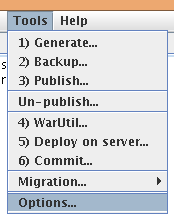 Tools Help
1) Generate...
2) Backup...
3) Publish...
Un-publish...
4) WarUtil...
5) Deploy on server...
6) Commit...
Migration...
Options...